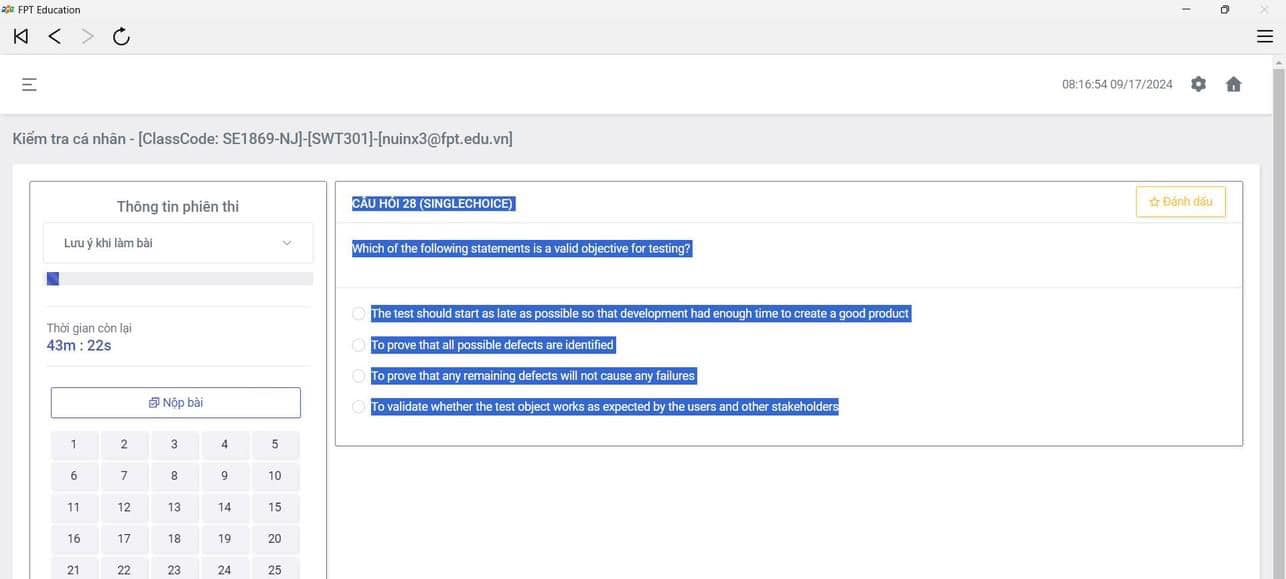 FPT Education
08:16:54 09/17/2024
Kiểm tra cá nhân - [ClassCode: SE1869-NJ]-[SWT301]-[nuinx3@fpt.edu.vn]
Thông tin phiên thi
Lưu ý khi làm bài
Thời gian còn lại
43m : 22s
Nộp bài
1 2 3 4 5
6 7 8 9 10
11 12 13 14 15
16 17 18 19 20
21 22 23 24 25
CÂU HỎI 28 (SINGLECHOICE)
Đánh dấu
Which of the following statements is a valid objective for testing?
The test should start as late as possible so that development had enough time to create a good product
To prove that all possible defects are identified
To prove that any remaining defects will not cause any failures
To validate whether the test object works as expected by the users and other stakeholders